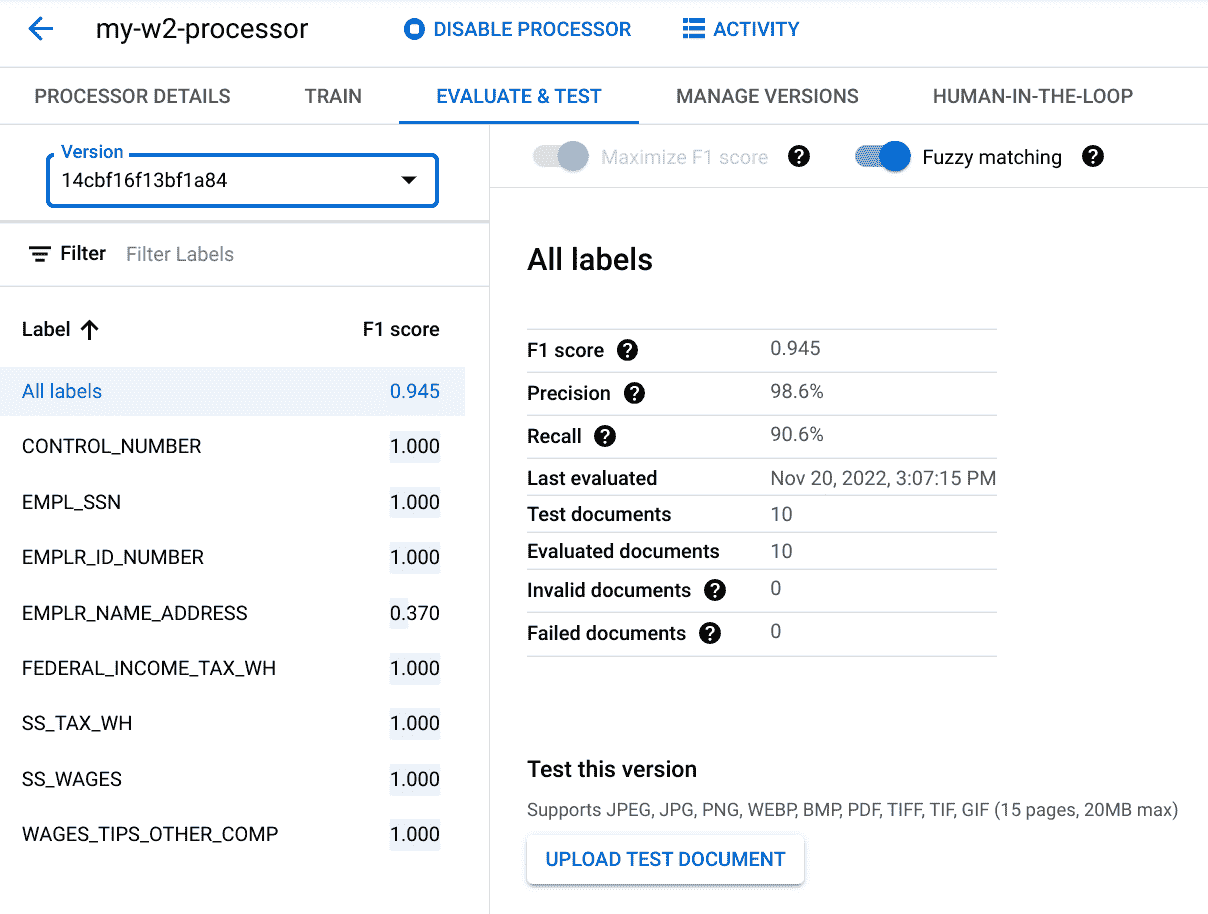 my-w2-processor DISABLE PROCESSOR ACTIVITY
PROCESSOR DETAILS TRAIN EVALUATE & TEST MANAGE VERSIONS HUMAN-IN-THE-LOOP
Version
14cbf16f13bf1a84
Maximize F1 score ? Fuzzy matching ?
Filter Filter Labels
Label F1 score
All labels 0.945
CONTROL_NUMBER 1.000
EMPL_SSN 1.000
EMPLR_ID_NUMBER 1.000
EMPLR_NAME_ADDRESS 0.370
FEDERAL_INCOME_TAX_WH 1.000
SS_TAX_WH 1.000
SS_WAGES 1.000
WAGES_TIPS_OTHER_COMP 1.000
All labels
F1 score ? 0.945
Precision ? 98.6%
Recall ? 90.6%
Last evaluated Nov 20, 2022, 3:07:15 PM
Test documents 10
Evaluated documents 10
Invalid documents ? 0
Failed documents ? 0
Test this version
Supports JPEG, JPG, PNG, WEBP, BMP, PDF, TIFF, TIF, GIF (15 pages, 20MB max)
UPLOAD TEST DOCUMENT